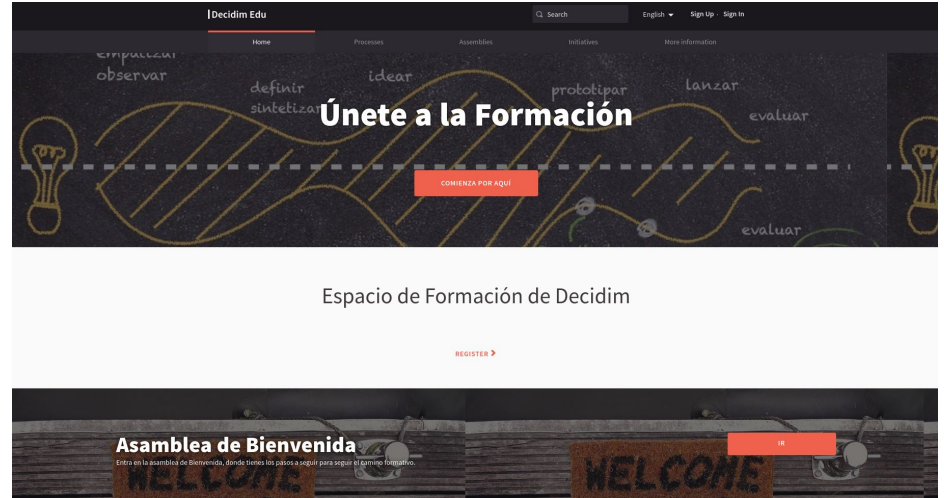 Decidim Edu
Search
English
Sign Up · Sign In
Home
Processes
Assemblies
Initiatives
More information
empatizar
observar
definir
sintetizar
idear
prototipar
lanzar
evaluar
Únete a la Formación
COMIENZA POR AQUÍ
evaluar
Espacio de Formación de Decidim
REGISTER
Asamblea de Bienvenida
Entra en la asamblea de Bienvenida, donde tienes los pasos a seguir para seguir el camino formativo.
IR
WELCOME
WELCOME